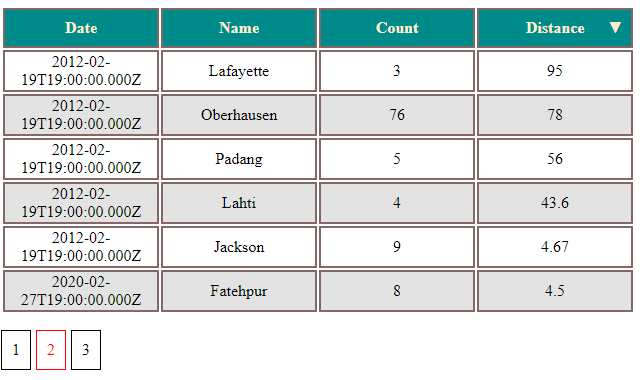 Date Name Count Distance ▼
2012-02-
19T19:00:00.000Z Lafayette 3 95
2012-02-
19T19:00:00.000Z Oberhausen 76 78
2012-02-
19T19:00:00.000Z Padang 5 56
2012-02-
19T19:00:00.000Z Lahti 4 43.6
2012-02-
19T19:00:00.000Z Jackson 9 4.67
2020-02-
27T19:00:00.000Z Fatehpur 8 4.5
1 2 3